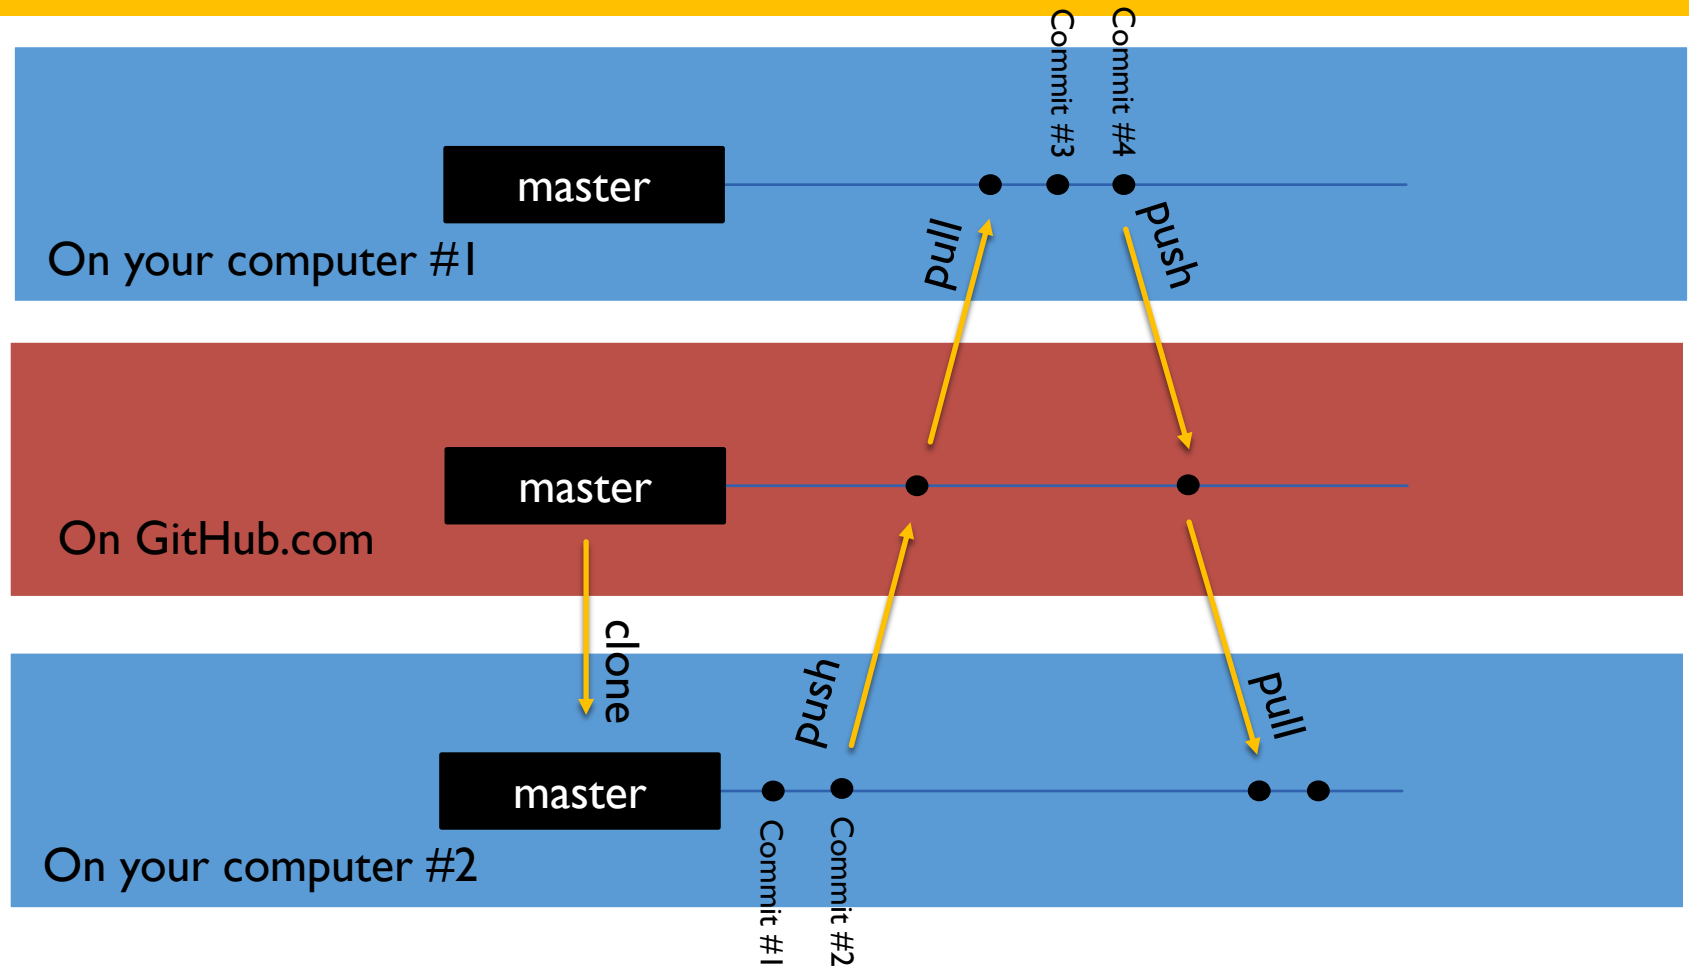 Commit #3
Commit #4
master
On your computer #1
pull
push
master
On GitHub.com
clone
push
pull
master
On your computer #2
Commit #1
Commit #2